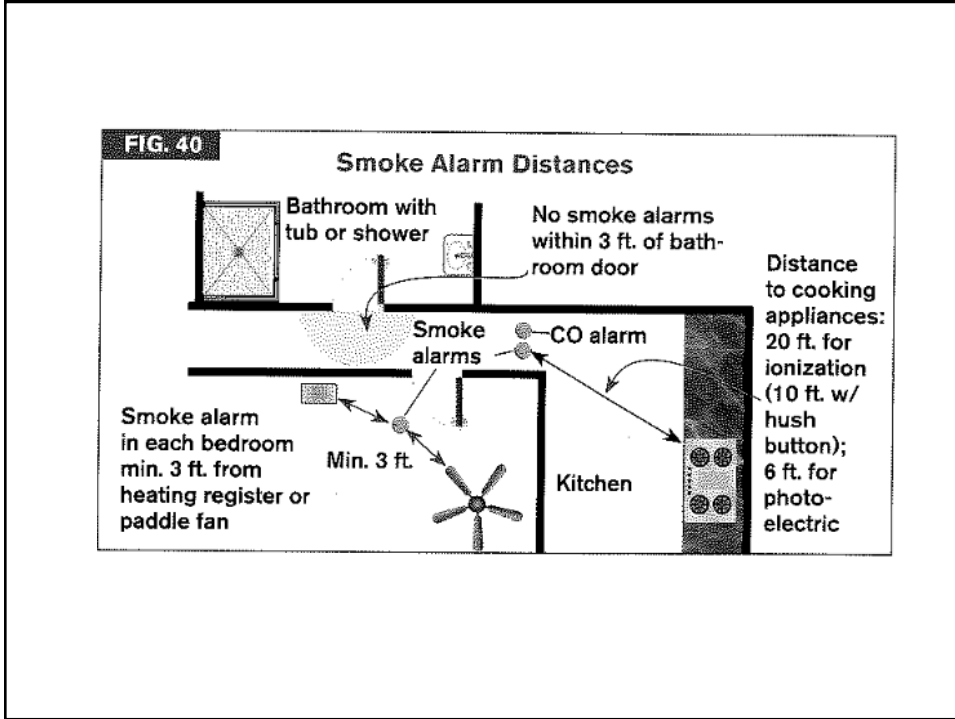 FIG. 40
Smoke Alarm Distances
Bathroom with
tub or shower
No smoke alarms
within 3 ft. of bath-
room door
Distance
to cooking
appliances:
20 ft. for
ionization
(10 ft. w/
hush
button);
6 ft. for
photo-
electric
Smoke
alarms
CO alarm
Smoke alarm
in each bedroom
min. 3 ft. from
heating register or
paddle fan
Min. 3 ft.
Kitchen